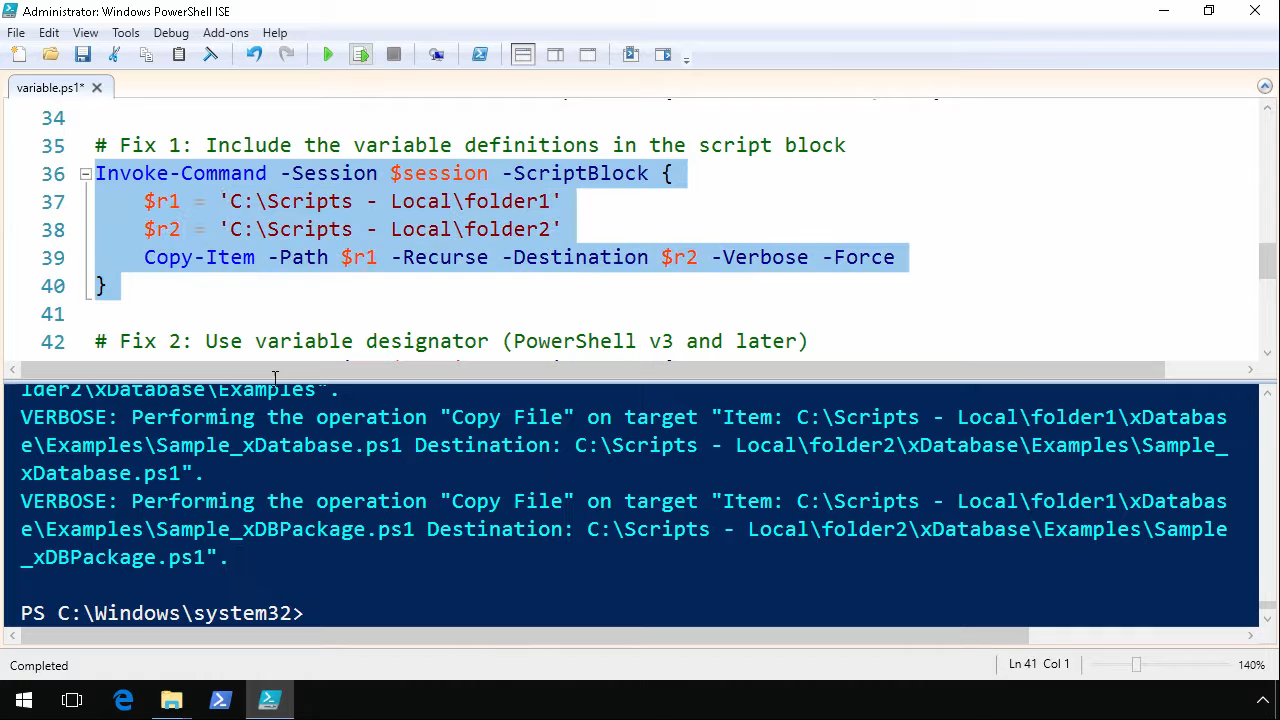 Administrator: Windows PowerShell ISE
File Edit View Tools Debug Add-ons Help
variable.ps1*
34
35 # Fix 1: Include the variable definitions in the script block
36 Invoke-Command -Session $session -ScriptBlock {
37 $r1 = 'C:\Scripts - Local\folder1'
38 $r2 = 'C:\Scripts - Local\folder2'
39 Copy-Item -Path $r1 -Recurse -Destination $r2 -Verbose -Force
40 }
41
42 # Fix 2: Use variable designator (PowerShell v3 and later)
lder2\xDatabase\Examples".
VERBOSE: Performing the operation "Copy File" on target "Item: C:\Scripts - Local\folder1\xDatabas
e\Examples\Sample_xDatabase.ps1 Destination: C:\Scripts - Local\folder2\xDatabase\Examples\Sample_
xDatabase.ps1".
VERBOSE: Performing the operation "Copy File" on target "Item: C:\Scripts - Local\folder1\xDatabas
e\Examples\Sample_xDBPackage.ps1 Destination: C:\Scripts - Local\folder2\xDatabase\Examples\Sample
_xDBPackage.ps1".
PS C:\Windows\system32>
Completed
Ln 41 Col 1
140%